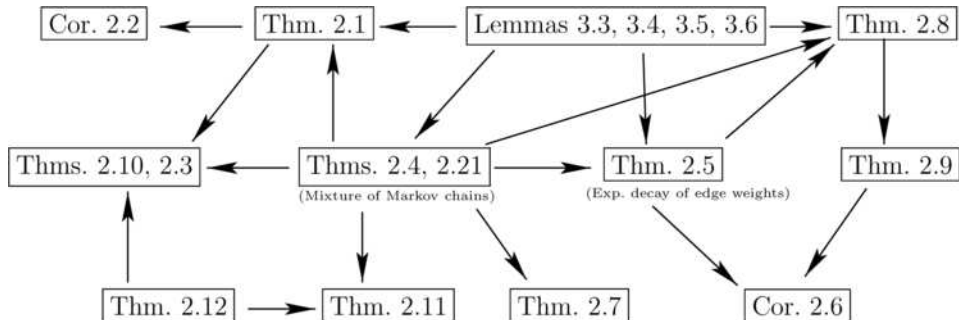 Cor. 2.2
Thm. 2.1
Lemmas 3.3, 3.4, 3.5, 3.6
Thm. 2.8
Thms. 2.10, 2.3
Thms. 2.4, 2.21
(Mixture of Markov chains)
Thm. 2.5
(Exp. decay of edge weights)
Thm. 2.9
Thm. 2.12
Thm. 2.11
Thm. 2.7
Cor. 2.6